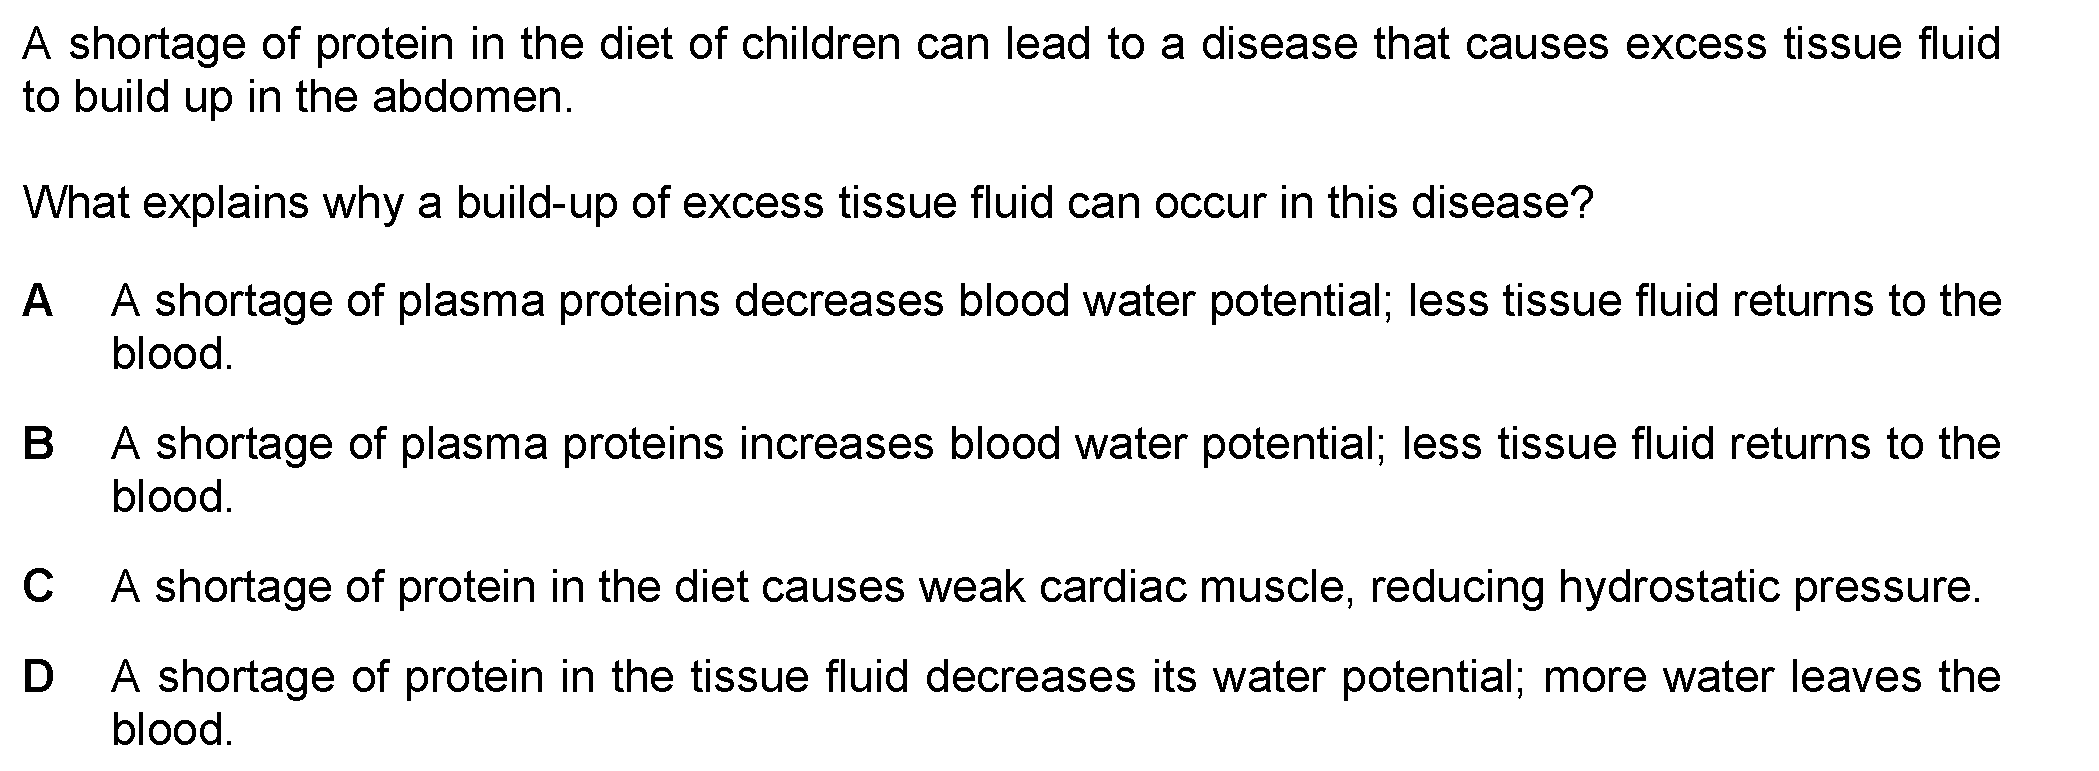 A shortage of protein in the diet of children can lead to a disease that causes excess tissue fluid
to build up in the abdomen.
What explains why a build-up of excess tissue fluid can occur in this disease?
A A shortage of plasma proteins decreases blood water potential; less tissue fluid returns to the
blood.
B A shortage of plasma proteins increases blood water potential; less tissue fluid returns to the
blood.
C A shortage of protein in the diet causes weak cardiac muscle, reducing hydrostatic pressure.
D A shortage of protein in the tissue fluid decreases its water potential; more water leaves the
blood.